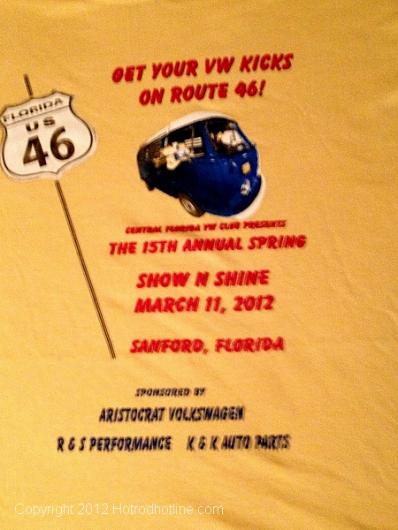 GET YOUR VW KICKS
ON ROUTE 46!
FLORIDA
US
46
CENTRAL FLORIDA VW CLUB PRESENTS
THE 15TH ANNUAL SPRING
SHOW N SHINE
MARCH 11, 2012
SANFORD, FLORIDA
SPONSORED BY
ARISTOCRAT VOLKSWAGEN
R & S PERFORMANCE K & K AUTO PARTS
Copyright 2012 Hotrodhotline.com